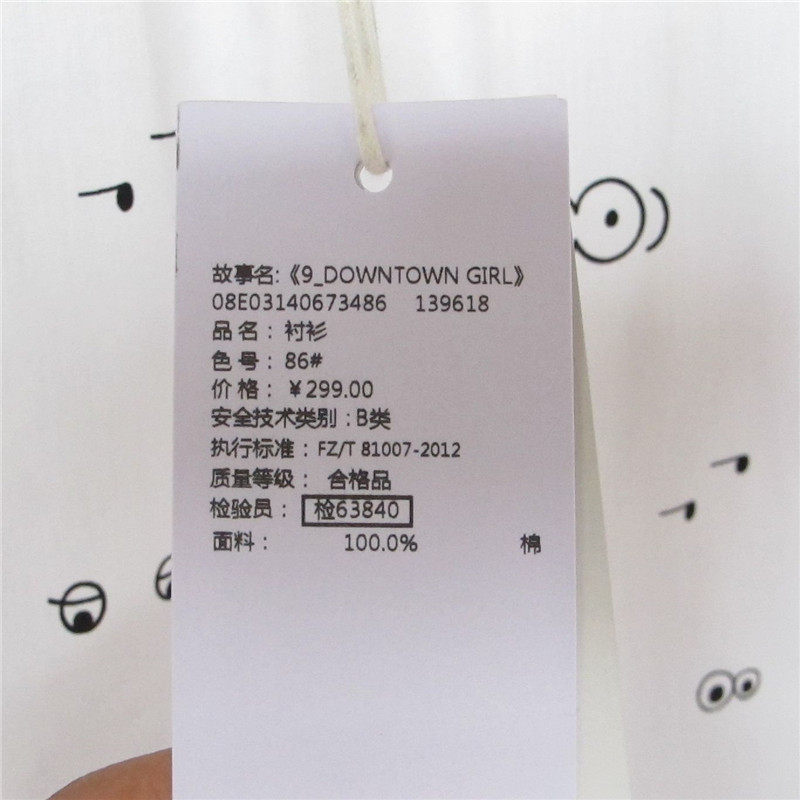 故事名:《9_DOWNTOWN GIRL》
08E03140673486 139618
品 名： 衬衫
色 号： 86#
价 格： ￥299.00
安全技术类别：B类
执行标准：FZ/T 81007-2012
质量等级： 合格品
检验员： 检63840
面料： 100.0% 棉